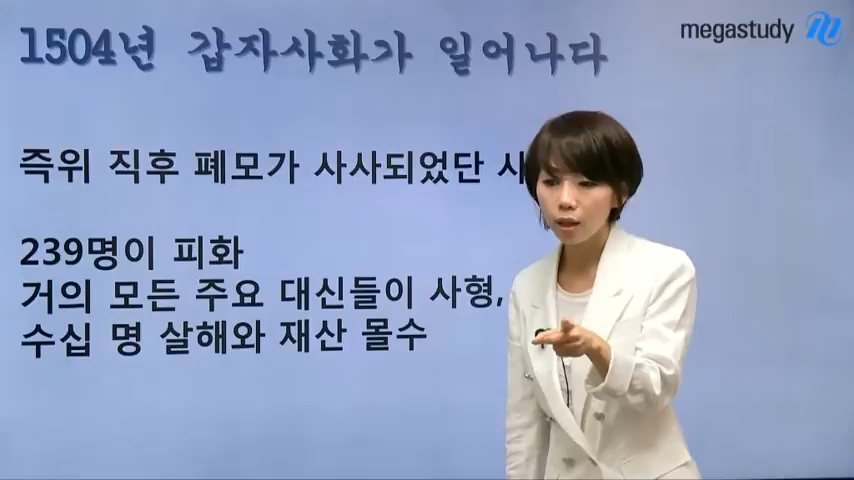 1504년 갑자사화가 일어나다
megastudy
즉위 직후 폐모가 사사되었단 사
239명이 피화
거의 모든 주요 대신들이 사형,
수십 명 살해와 재산 몰수